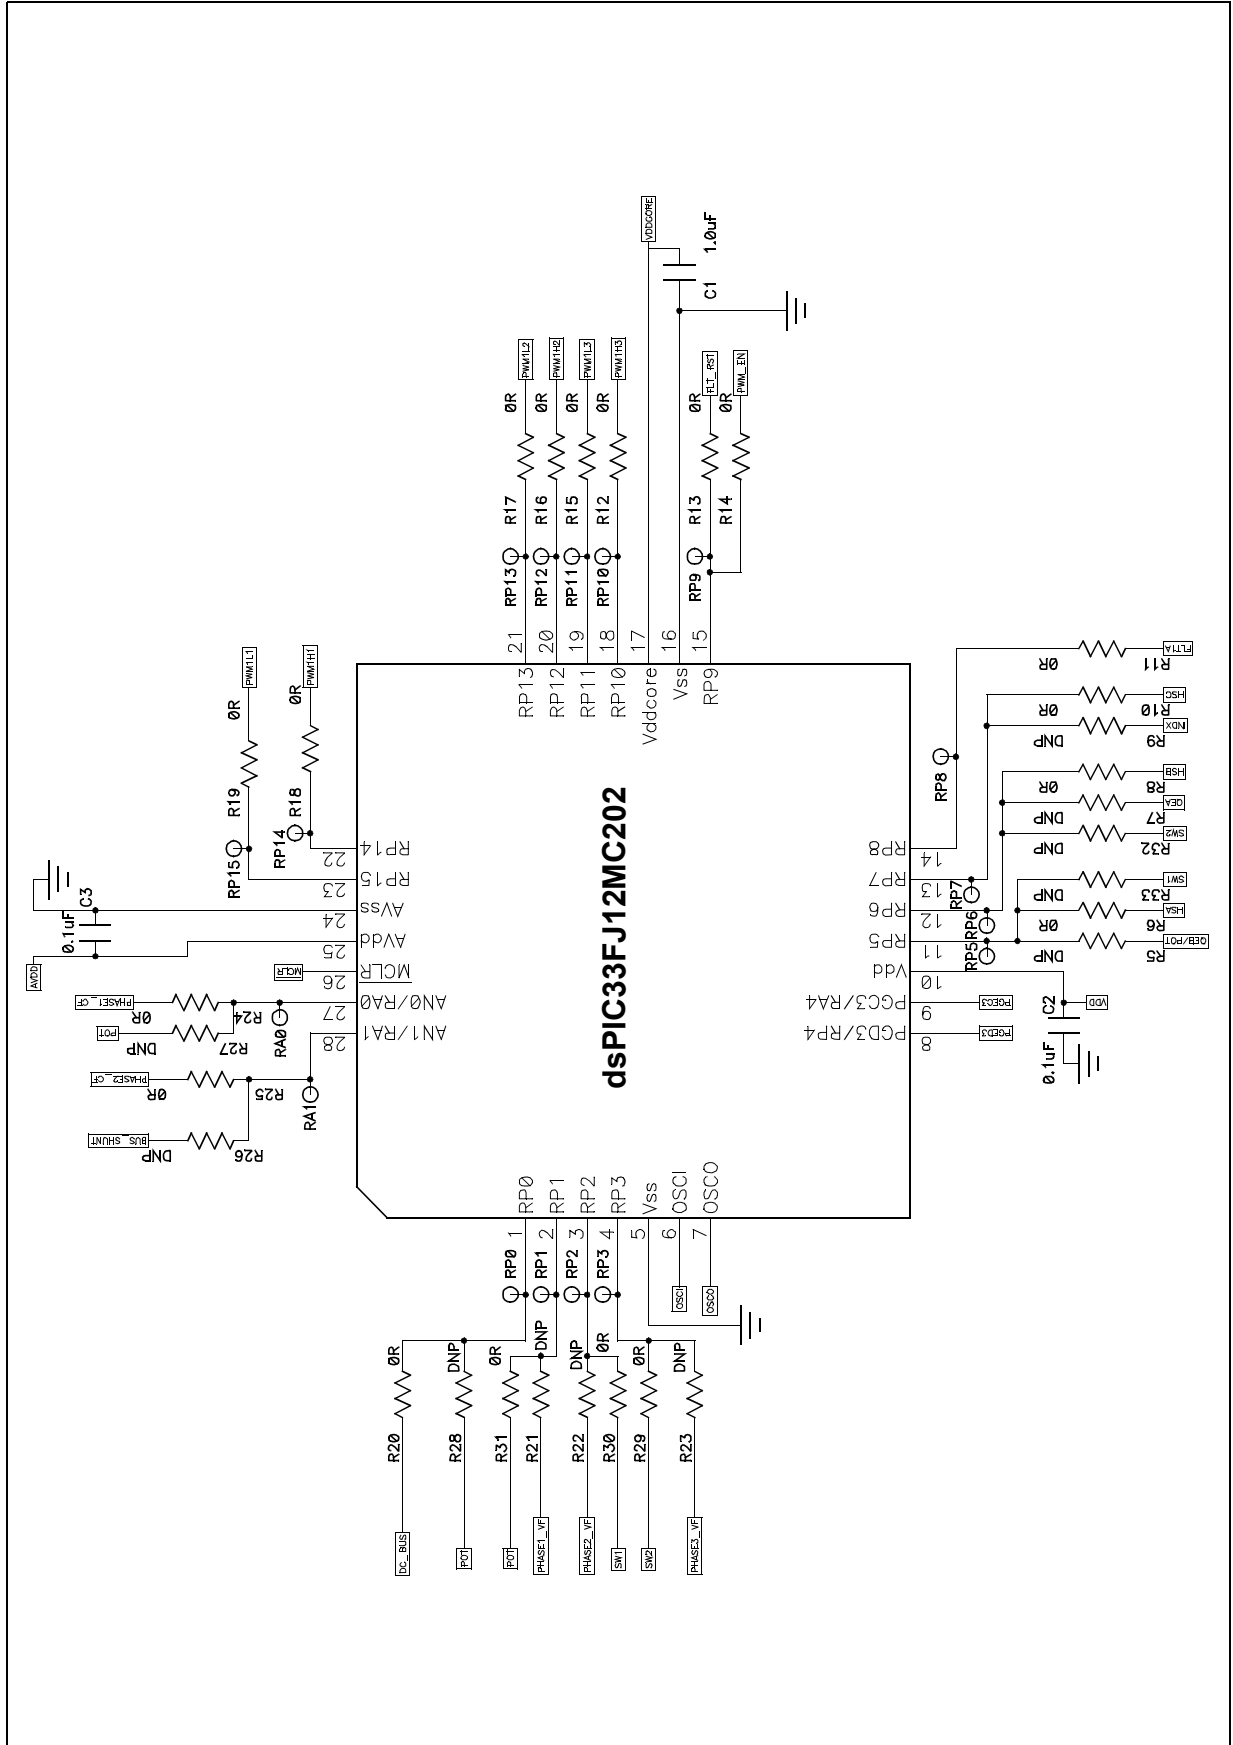 VDDCORE
1.0uF
C1
PWM1L2
PWM1H2
PWM1L3
PWM1H3
FLT_RST
PWM_EN
0R
0R
0R
0R
0R
0R
R17
R16
R15
R12
R13
R14
RP13
RP12
RP11
RP10
RP9
21
20
19
18
17
16
15
RP13
RP12
RP11
RP10
Vddcore
Vss
RP9
PWM1L1
PWM1H1
0R
0R
R19
R18
RP15
RP14
C3
0.1uF
AVDD
MCLR
22
23
24
25
26
27
28
RP14
RP15
AVss
AVdd
MCLR
AN0/RA0
AN1/RA1
PHASE1_CF
0R
R24
POT
DNP
R27
RA0
PHASE2_CF
0R
R25
RA1
BUS_SHUNT
DNP
R26
dsPIC33FJ12MC202
RP8
14
RP7
13
RP6
12
RP5
11
Vdd
10
PGC3/RA4
9
PGD3/RP4
8
RP8
RP7
RP6
RP5
FLT1A
R11
0R
HSC
R10
0R
INDX
R9
DNP
HSB
R8
0R
QEA
R7
DNP
SW2
R32
DNP
SW1
R33
DNP
HSA
R6
0R
QEB/POT
R5
DNP
C2
0.1uF
VDD
PGEC3
PGED3
RP0
RP1
RP2
RP3
Vss
OSCI
OSCO
1
2
3
4
5
6
7
RP0
RP1
RP2
RP3
OSCI
OSCO
0R
DNP
0R
DNP
DNP
0R
0R
DNP
R20
R28
R31
R21
R22
R30
R29
R23
DC_BUS
POT
POT
PHASE1_VF
PHASE2_VF
SW1
SW2
PHASE3_VF